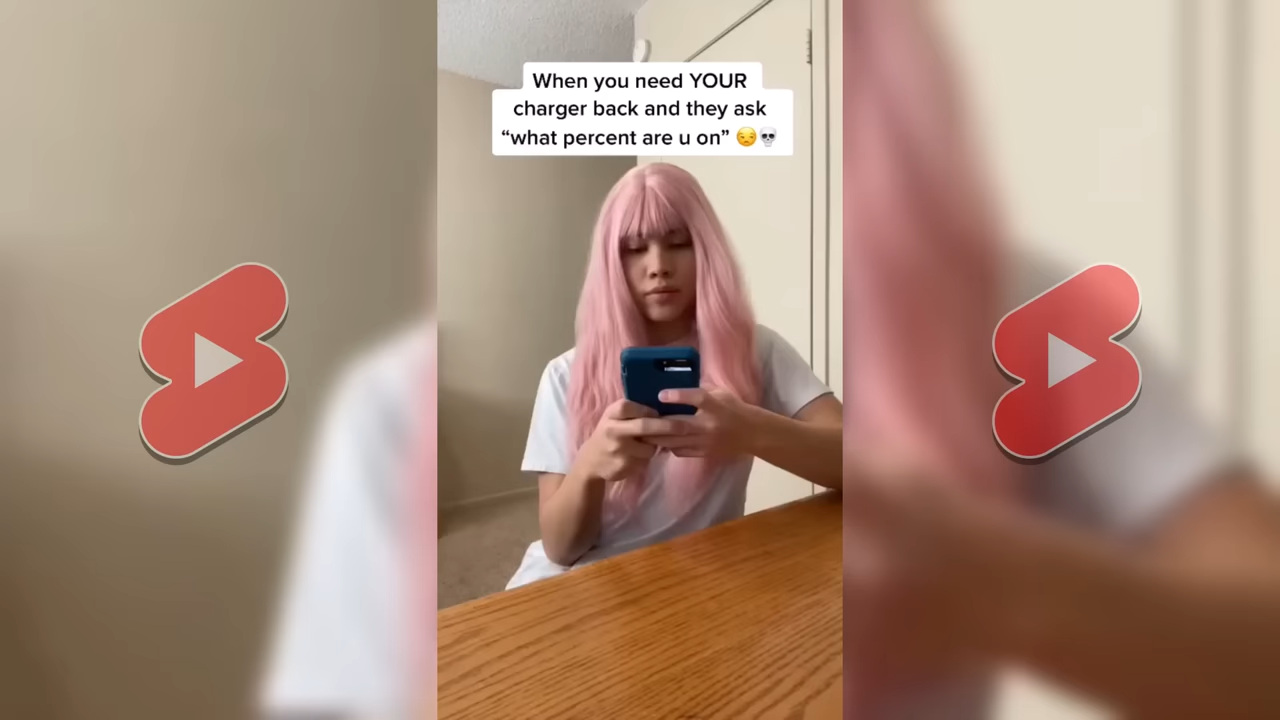 When you need YOUR
charger back and they ask
“what percent are u on” 😒💀